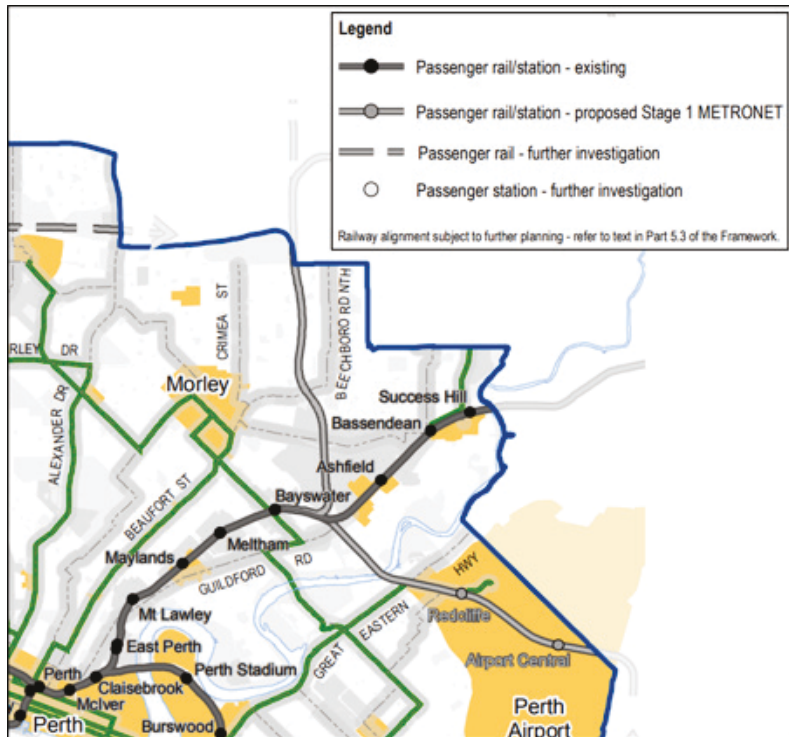 Legend
Passenger rail/station - existing
Passenger rail/station - proposed Stage 1 METRONET
Passenger rail - further investigation
Passenger station - further investigation
Railway alignment subject to further planning - refer to text in Part 5.3 of the Framework.
CRIMEA ST
BEECHBORO RD NTH
RLEY DR
Morley
ALEXANDER DR
Success Hill
Bassendean
Ashfield
BEAUFORT ST
Bayswater
Maylands
Meltham
GUILDFORD RD
Mt Lawley
GREAT EASTERN HWY
Redcliffe
East Perth
Airport Central
Perth
Claisebrook
Perth Stadium
McIver
Perth
Burswood
Perth
Airport